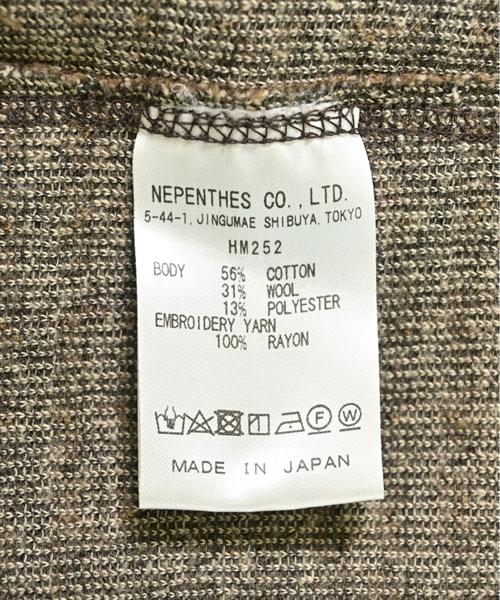 NEPENTHES CO., LTD.
5-44-1, JINGUMAE SHIBUYA, TOKYO
HM252
BODY 56% COTTON
31% WOOL
13% POLYESTER
EMBROIDERY YARN
100% RAYON
F W
MADE IN JAPAN